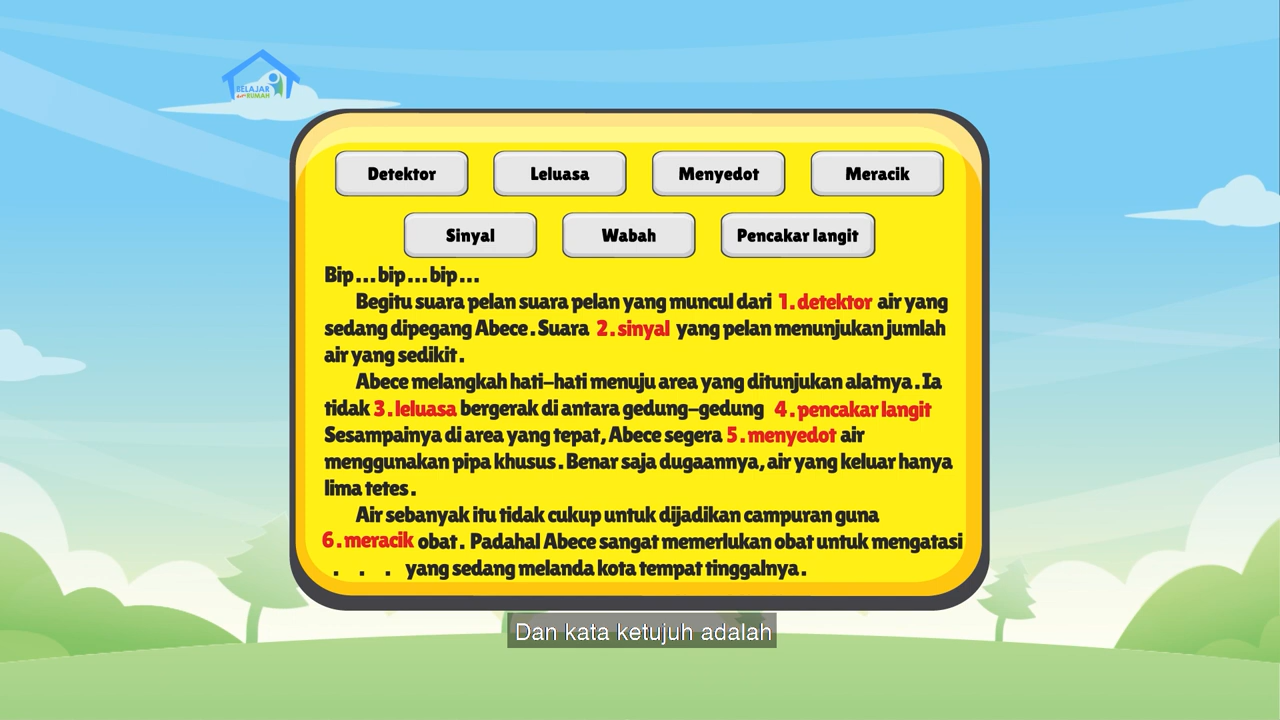 BELAJAR
dari RUMAH
Detektor Leluasa Menyedot Meracik
Sinyal Wabah Pencakar langit
Bip...bip...bip...
Begitu suara pelan suara pelan yang muncul dari 1.detektor air yang
sedang dipegang Abece. Suara 2.sinyal yang pelan menunjukan jumlah
air yang sedikit.
Abece melangkah hati-hati menuju area yang ditunjukan alatnya. Ia
tidak 3.leluasa bergerak di antara gedung-gedung 4.pencakar langit
Sesampainya di area yang tepat, Abece segera 5.menyedot air
menggunakan pipa khusus. Benar saja dugaannya, air yang keluar hanya
lima tetes.
Air sebanyak itu tidak cukup untuk dijadikan campuran guna
6.meracik obat. Padahal Abece sangat memerlukan obat untuk mengatasi
. . . yang sedang melanda kota tempat tinggalnya.
Dan kata ketujuh adalah